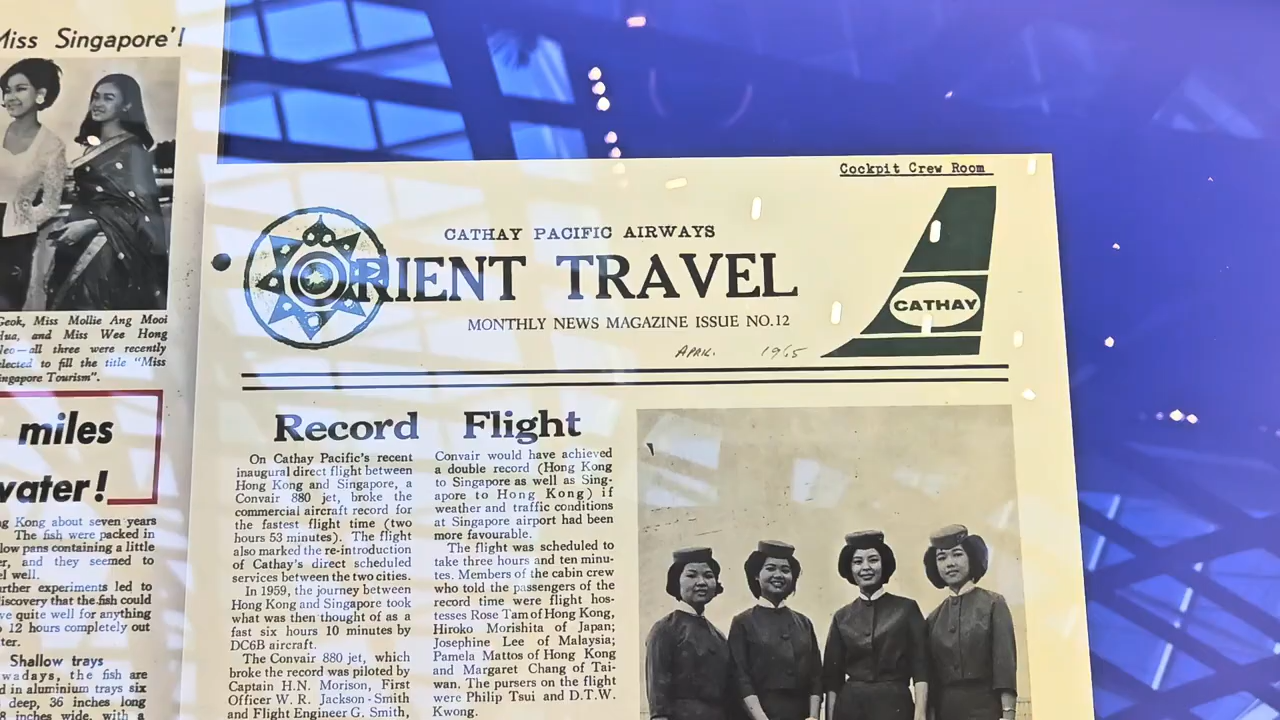 Miss Singapore'!
Geok, Miss Mollie Ang Mooi
Hua, and Miss Wee Hong
Neo—all three were recently
selected to fill the title "Miss
Singapore Tourism".
miles
water!
Kong about seven years
The fish were packed in
low pans containing a little
and they seemed to
well.
Further experiments led to
discovery that the fish could
quite well for anything
12 hours completely out
Shallow trays
the fish are
in aluminium trays six
deep, 36 inches long
inches wide, with a
Cockpit Crew Room
CATHAY PACIFIC AIRWAYS
ORIENT TRAVEL
MONTHLY NEWS MAGAZINE ISSUE NO.12
APRIL 1965
CATHAY
Record Flight
On Cathay Pacific's recent
inaugural direct flight between
Hong Kong and Singapore, a
Convair 880 jet, broke the
commercial aircraft record for
the fastest flight time (two
hours 53 minutes). The flight
also marked the re-introduction
of Cathay's direct scheduled
services between the two cities.
In 1959, the journey between
Hong Kong and Singapore took
what was then thought of as a
fast six hours 10 minutes by
DC6B aircraft.
The Convair 880 jet, which
broke the record was piloted by
Captain H.N. Morison, First
Officer W. R. Jackson-Smith
and Flight Engineer G. Smith,
Convair would have achieved
a double record (Hong Kong
to Singapore as well as Sing-
apore to Hong Kong) if
weather and traffic conditions
at Singapore airport had been
more favourable.
The flight was scheduled to
take three hours and ten minu-
tes. Members of the cabin crew
who told the passengers of the
record time were flight hos-
tesses Rose Tam of Hong Kong,
Hiroko Morishita of Japan;
Josephine Lee of Malaysia;
Pamela Mattos of Hong Kong
and Margaret Chang of Tai-
wan. The pursers on the flight
were Philip Tsui and D.T.W.
Kwong.